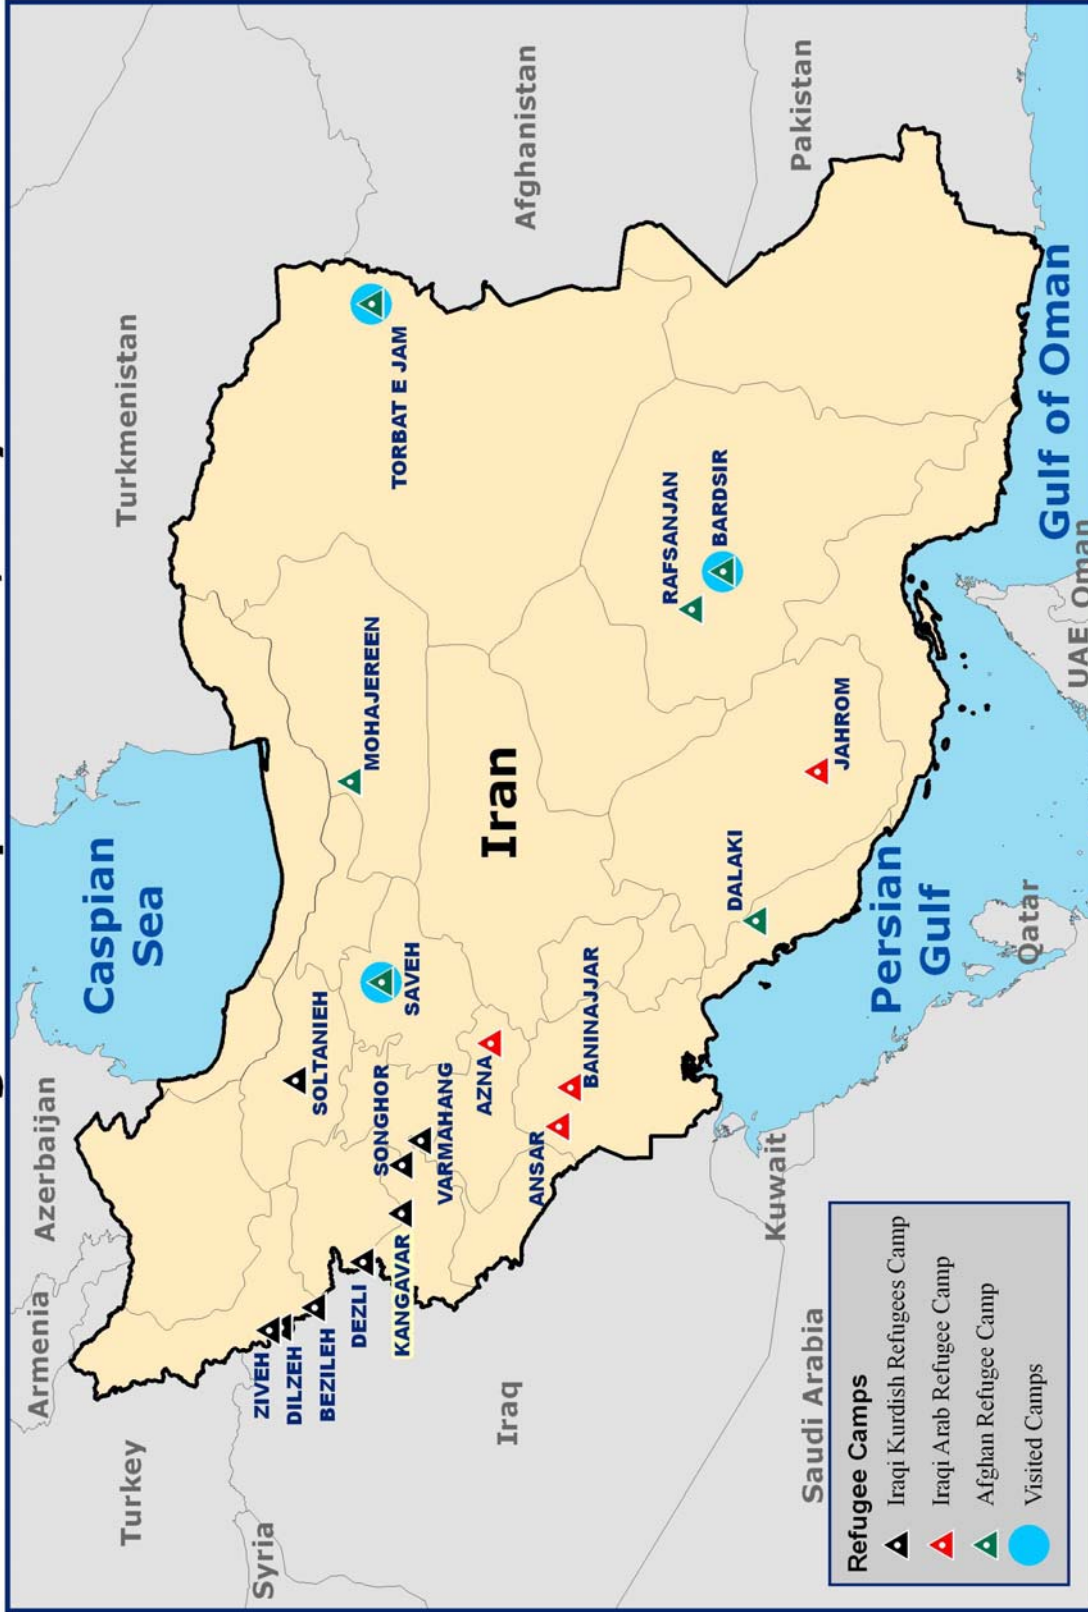 Turkmenistan
Caspian
Sea
Azerbaijan
Armenia
Turkey
Syria
Afghanistan
Pakistan
TORBAT E JAM
MOHAJEREEN
SAVEH
SOLTANIEH
SONGHOR
VARMAHANG
AZNA
ZIVEH
DILZEH
BEZILEH
DEZLI
KANGAVAR
Iraq
Iran
ANSAR
BANINAJJAR
RAFSANJAN
BARDSIR
DALAKI
JAHROM
Kuwait
Saudi Arabia
Persian
Gulf
Qatar
UAE
Oman
Gulf of Oman
Refugee Camps
Iraqi Kurdish Refugees Camp
Iraqi Arab Refugee Camp
Afghan Refugee Camp
Visited Camps